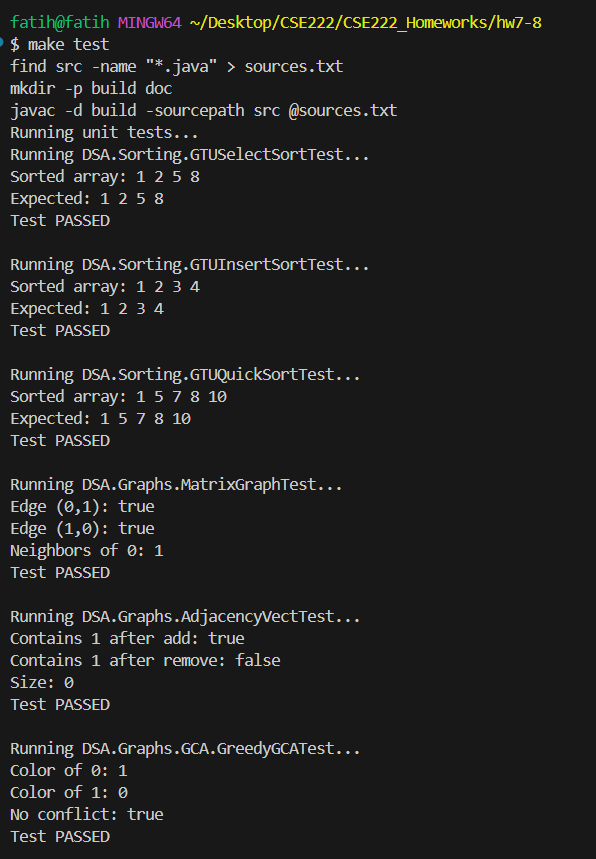 fatih@fatih MINGW64 ~/Desktop/CSE222/CSE222_Homeworks/hw7-8
$ make test
find src -name "*.java" > sources.txt
mkdir -p build doc
javac -d build -sourcepath src @sources.txt
Running unit tests...
Running DSA.Sorting.GTUSelectSortTest...
Sorted array: 1 2 5 8
Expected: 1 2 5 8
Test PASSED

Running DSA.Sorting.GTUInsertSortTest...
Sorted array: 1 2 3 4
Expected: 1 2 3 4
Test PASSED

Running DSA.Sorting.GTUQuickSortTest...
Sorted array: 1 5 7 8 10
Expected: 1 5 7 8 10
Test PASSED

Running DSA.Graphs.MatrixGraphTest...
Edge (0,1): true
Edge (1,0): true
Neighbors of 0: 1
Test PASSED

Running DSA.Graphs.AdjacencyVectTest...
Contains 1 after add: true
Contains 1 after remove: false
Size: 0
Test PASSED

Running DSA.Graphs.GCA.GreedyGCATest...
Color of 0: 1
Color of 1: 0
No conflict: true
Test PASSED